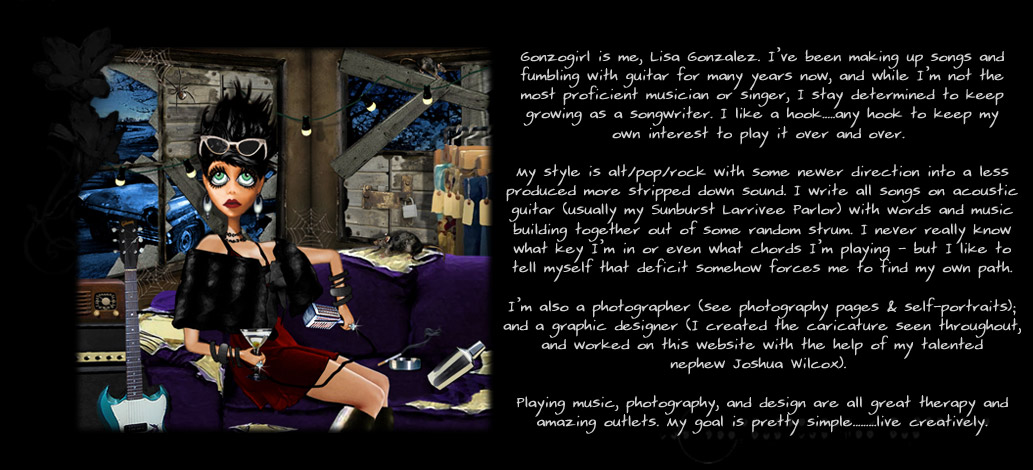 Gonzogirl is me, Lisa Gonzalez. I've been making up songs and
fumbling with guitar for many years now, and while I'm not the
most proficient musician or singer, I stay determined to keep
growing as a songwriter. I like a hook.....any hook to keep my
own interest to play it over and over.
My style is alt/pop/rock with some newer direction into a less
produced more stripped down sound. I write all songs on acoustic
guitar (usually my Sunburst Larrivee Parlor) with words and music
building together out of some random strum. I never really know
what key I'm in or even what chords I'm playing - but I like to
tell myself that deficit somehow forces me to find my own path.
I'm also a photographer (see photography pages & self-portraits);
and a graphic designer (I created the caricature seen throughout,
and worked on this website with the help of my talented
nephew Joshua Wilcox).
Playing music, photography, and design are all great therapy and
amazing outlets. My goal is pretty simple.........live creatively.